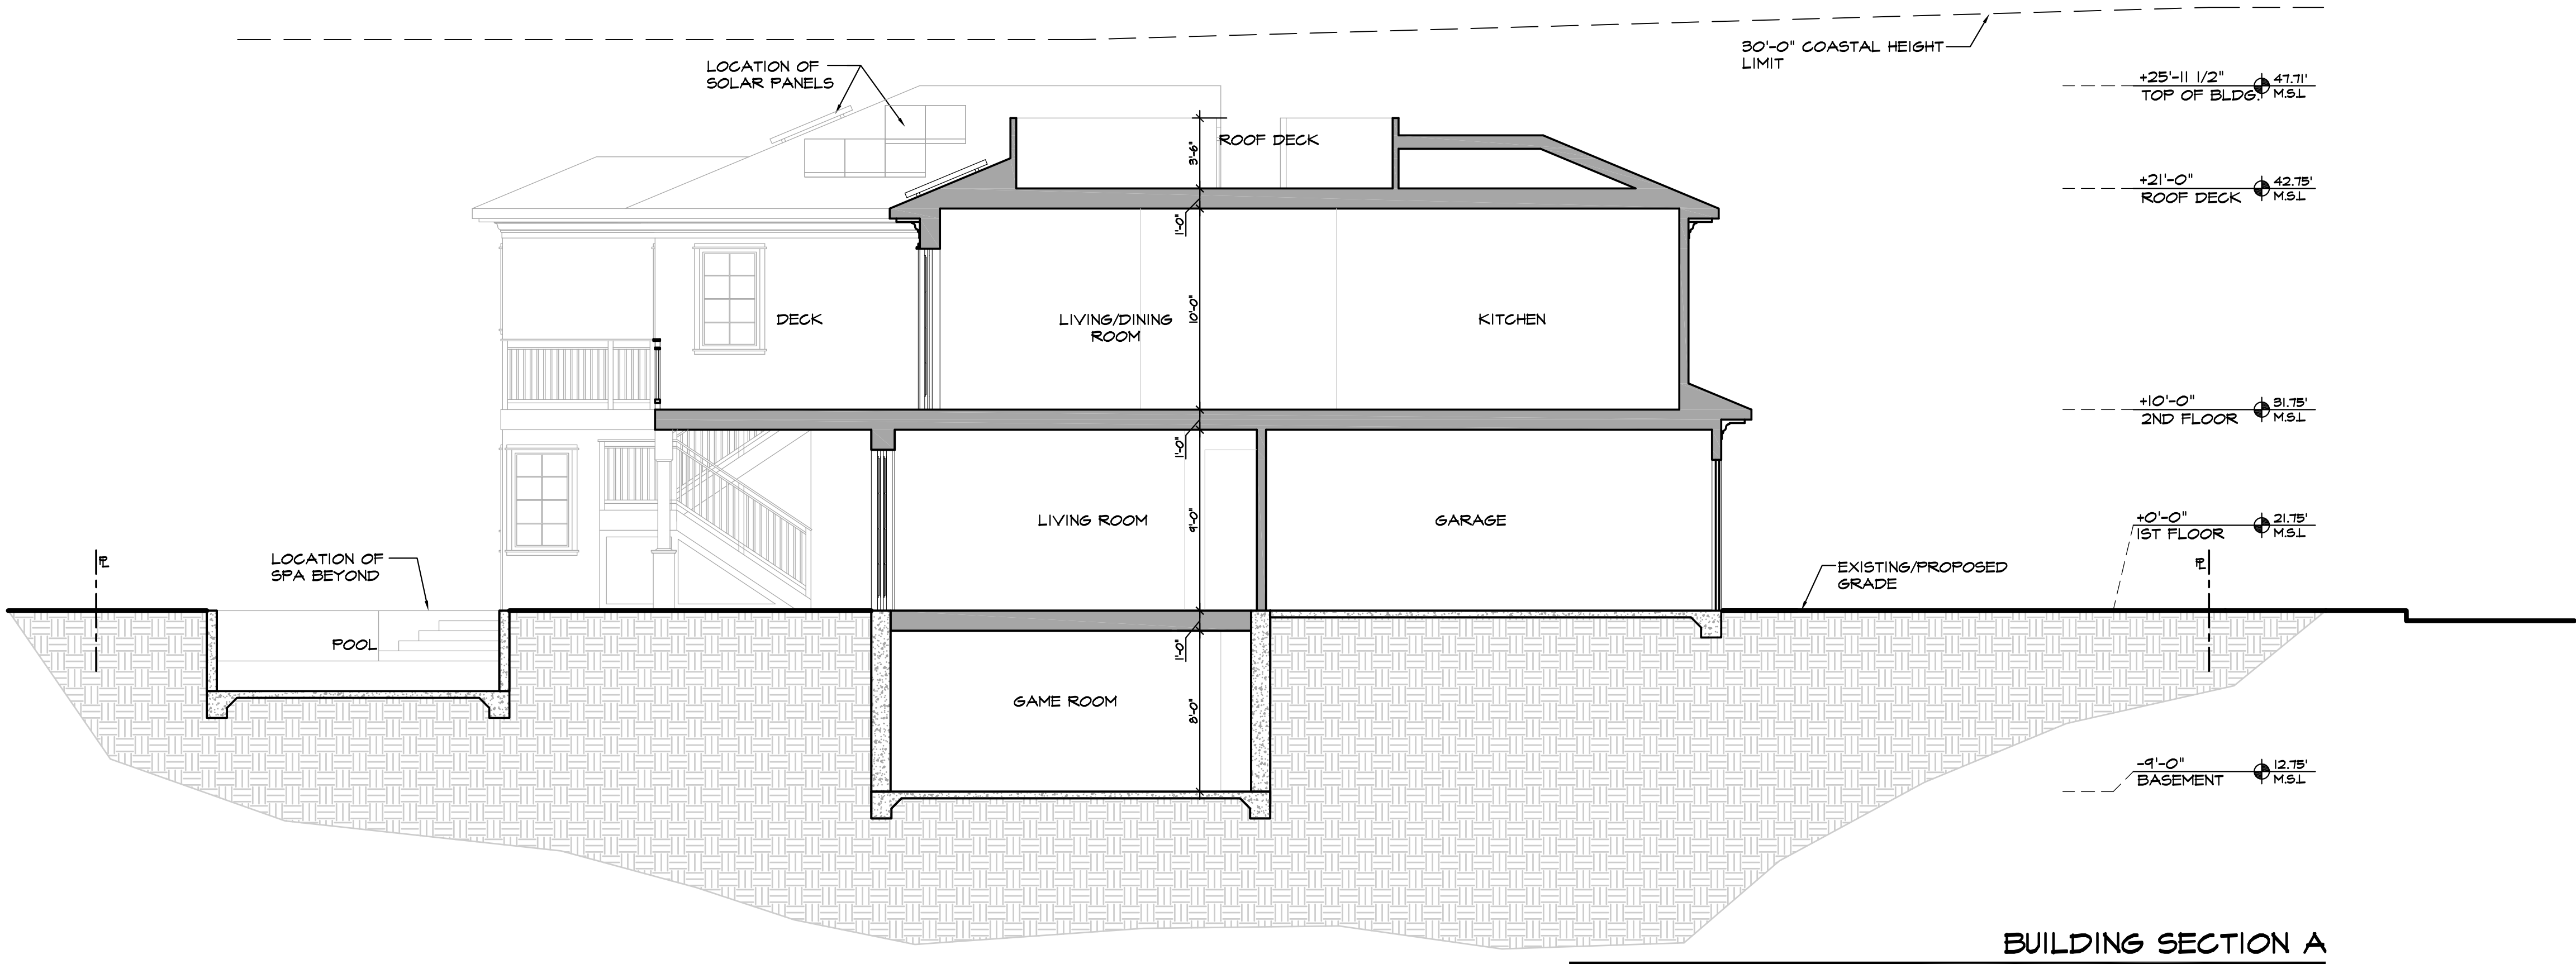 30'-0" COASTAL HEIGHT
LIMIT
LOCATION OF
SOLAR PANELS
+25'-11 1/2"
47.71'
TOP OF BLDG.
M.S.L
3'-6"
ROOF DECK
+21'-0"
42.75'
ROOF DECK
M.S.L
1'-0"
DECK
LIVING/DINING
ROOM
10'-0"
KITCHEN
+10'-0"
31.75'
2ND FLOOR
M.S.L
1'-0"
LIVING ROOM
9'-0"
GARAGE
+0'-0"
21.75'
1ST FLOOR
M.S.L
LOCATION OF
SPA BEYOND
PL
PL
EXISTING/PROPOSED
GRADE
POOL
1'-0"
GAME ROOM
8'-0"
-9'-0"
12.75'
BASEMENT
M.S.L
BUILDING SECTION A